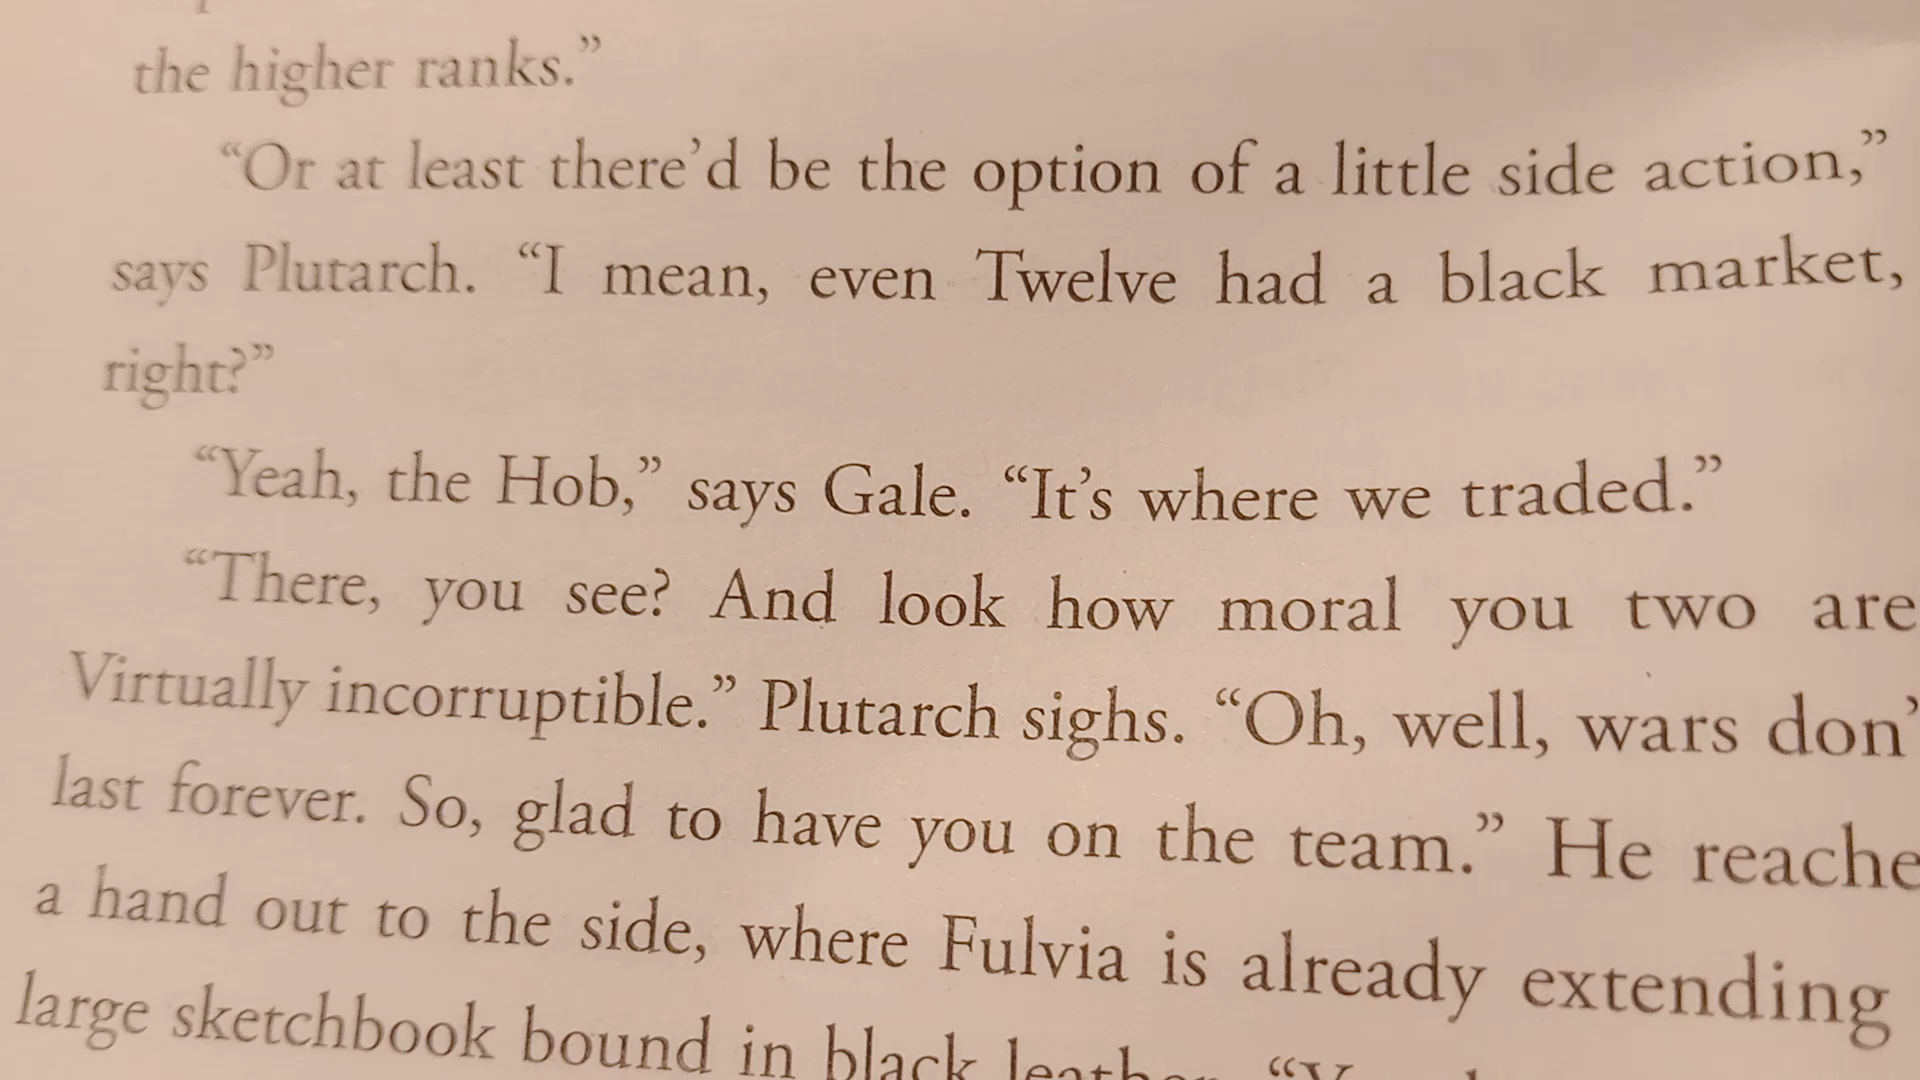 the higher ranks.”
“Or at least there’d be the option of a little side action,”
says Plutarch. “I mean, even Twelve had a black market,
right?”
“Yeah, the Hob,” says Gale. “It’s where we traded.”
“There, you see? And look how moral you two are
Virtually incorruptible.” Plutarch sighs. “Oh, well, wars don’
last forever. So, glad to have you on the team.” He reache
a hand out to the side, where Fulvia is already extending
large sketchbook bound in black